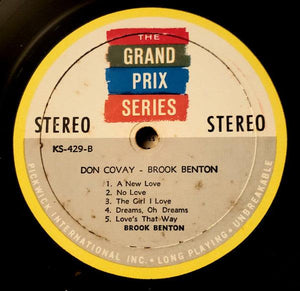 THE
GRAND
PRIX
SERIES
STEREO STEREO
KS-429-B
DON COVAY - BROOK BENTON
1. A New Love
2. No Love
3. The Girl I Love
4. Dreams, Oh Dreams
5. Love's That Way
BROOK BENTON
PICKWICK INTERNATIONAL INC. • LONG PLAYING • UNBREAKABLE